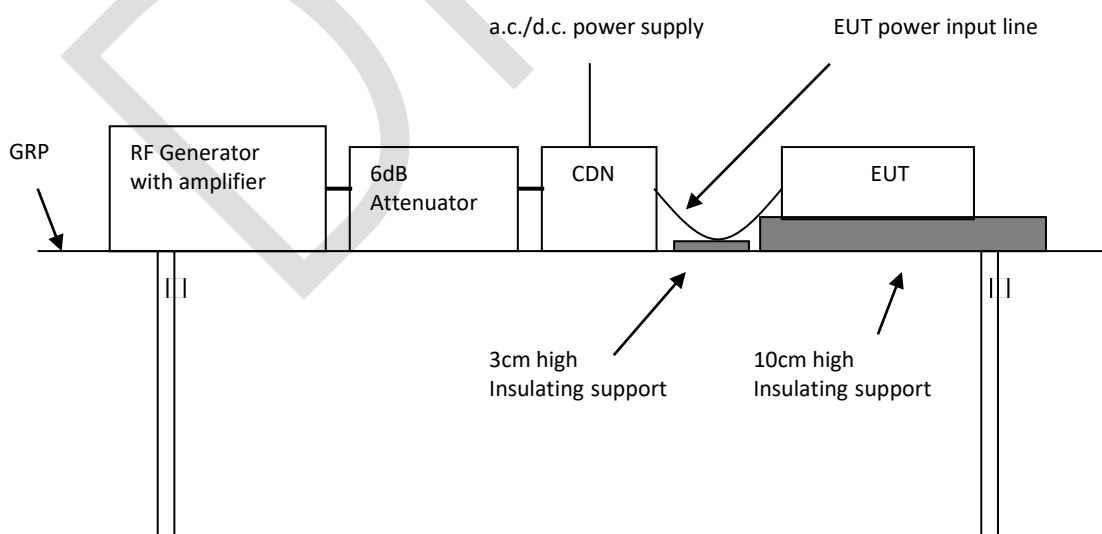 a.c./d.c. power supply
EUT power input line
GRP
RF Generator
with amplifier
6dB
Attenuator
CDN
EUT
3cm high
Insulating support
10cm high
Insulating support